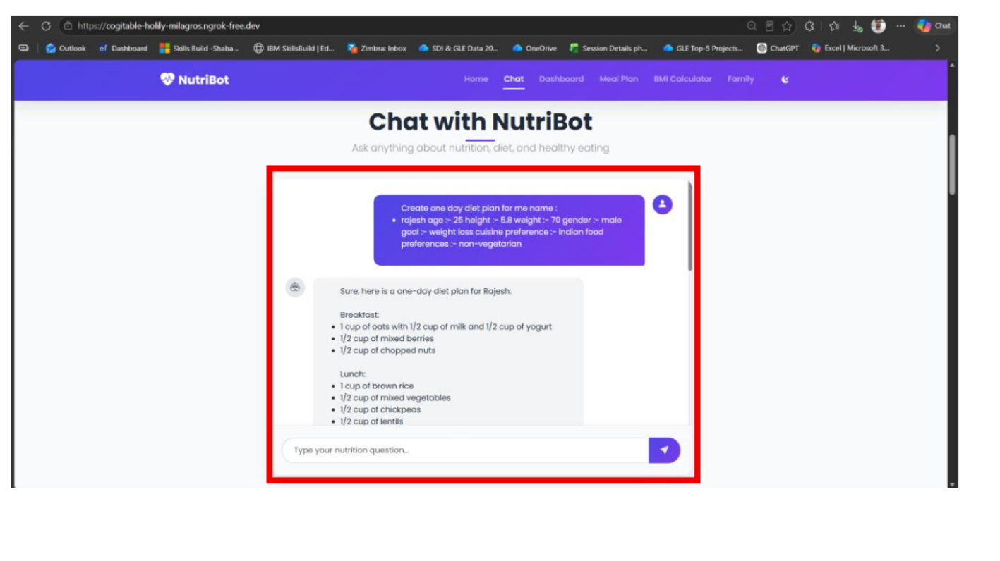 https://cogitable-holily-milagros.ngrok-free.dev
Chat
Outlook ef Dashboard Skills Build -Shaba... IBM SkillsBuild | Ed... Zimbra: Inbox SDI & GLE Data 20... OneDrive Session Details ph... GLE Top-5 Projects... ChatGPT Excel | Microsoft 3...
NutriBot
Home Chat Dashboard Meal Plan BMI Calculator Family
Chat with NutriBot
Ask anything about nutrition, diet, and healthy eating
Create one day diet plan for me name :
• rajesh age :- 25 height :- 5.8 weight :- 70 gender :- male
goal :- weight loss cuisine preference :- indian food
preferences :- non-vegetarian
Sure, here is a one-day diet plan for Rajesh:
Breakfast:
• 1 cup of oats with 1/2 cup of milk and 1/2 cup of yogurt
• 1/2 cup of mixed berries
• 1/2 cup of chopped nuts
Lunch:
• 1 cup of brown rice
• 1/2 cup of mixed vegetables
• 1/2 cup of chickpeas
• 1/2 cup of lentils
Type your nutrition question...